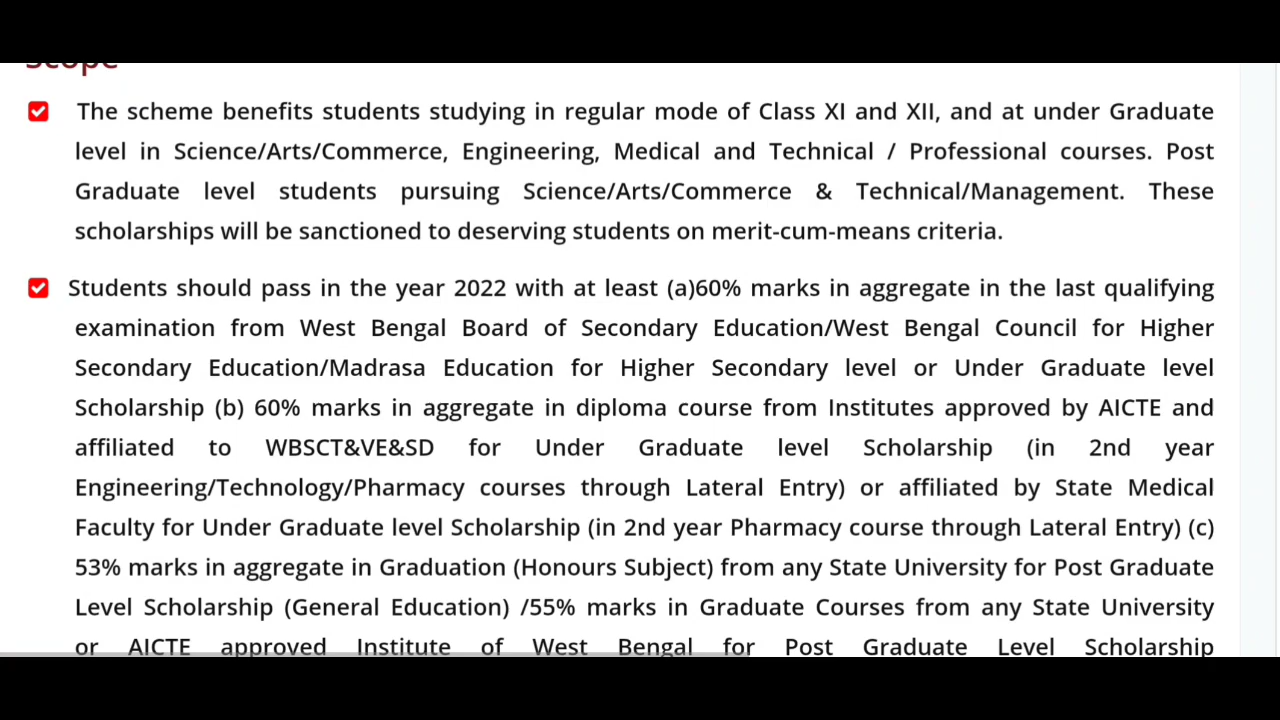 Scope
The scheme benefits students studying in regular mode of Class XI and XII, and at under Graduate
level in Science/Arts/Commerce, Engineering, Medical and Technical / Professional courses. Post
Graduate level students pursuing Science/Arts/Commerce & Technical/Management. These
scholarships will be sanctioned to deserving students on merit-cum-means criteria.
Students should pass in the year 2022 with at least (a)60% marks in aggregate in the last qualifying
examination from West Bengal Board of Secondary Education/West Bengal Council for Higher
Secondary Education/Madrasa Education for Higher Secondary level or Under Graduate level
Scholarship (b) 60% marks in aggregate in diploma course from Institutes approved by AICTE and
affiliated to WBSCT&VE&SD for Under Graduate level Scholarship (in 2nd year
Engineering/Technology/Pharmacy courses through Lateral Entry) or affiliated by State Medical
Faculty for Under Graduate level Scholarship (in 2nd year Pharmacy course through Lateral Entry) (c)
53% marks in aggregate in Graduation (Honours Subject) from any State University for Post Graduate
Level Scholarship (General Education) /55% marks in Graduate Courses from any State University
or AICTE approved Institute of West Bengal for Post Graduate Level Scholarship